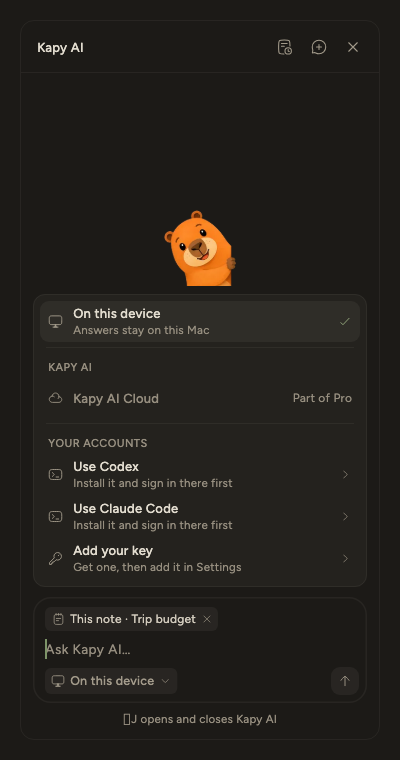 Kapy AI
On this device
Answers stay on this Mac
KAPY AI
Kapy AI Cloud
Part of Pro
YOUR ACCOUNTS
Use Codex
Install it and sign in there first
Use Claude Code
Install it and sign in there first
Add your key
Get one, then add it in Settings
This note · Trip budget
Ask Kapy AI...
On this device
▯J opens and closes Kapy AI